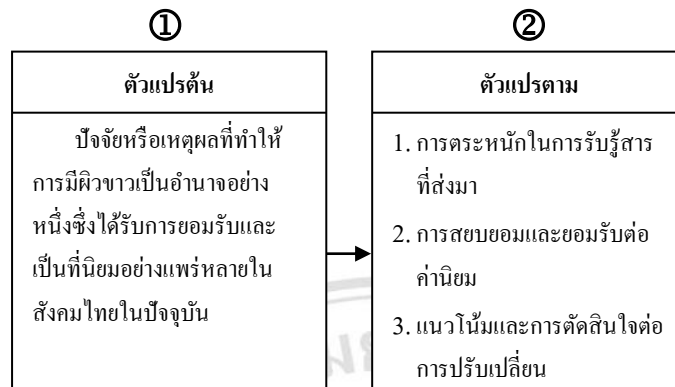 ①
ตัวแปรต้น
ปัจจัยหรือเหตุผลที่ทำให้
การมีผิวขาวเป็นอำนาจอย่าง
หนึ่งซึ่งได้รับการยอมรับและ
เป็นที่นิยมอย่างแพร่หลายใน
สังคมไทยในปัจจุบัน
②
ตัวแปรตาม
1. การตระหนักในการรับรู้สาร
ที่ส่งมา
2. การสยบยอมและยอมรับต่อ
ค่านิยม
3. แนวโน้มและการตัดสินใจต่อ
การปรับเปลี่ยน